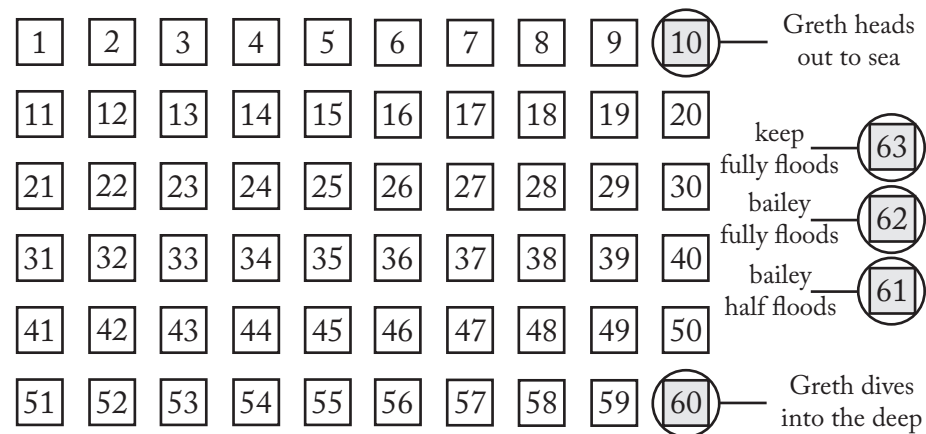 1 2 3 4 5 6 7 8 9 10
Greth heads
out to sea
11 12 13 14 15 16 17 18 19 20
keep
fully floods
63
21 22 23 24 25 26 27 28 29 30
bailey
fully floods
62
31 32 33 34 35 36 37 38 39 40
bailey
half floods
61
41 42 43 44 45 46 47 48 49 50
51 52 53 54 55 56 57 58 59 60
Greth dives
into the deep